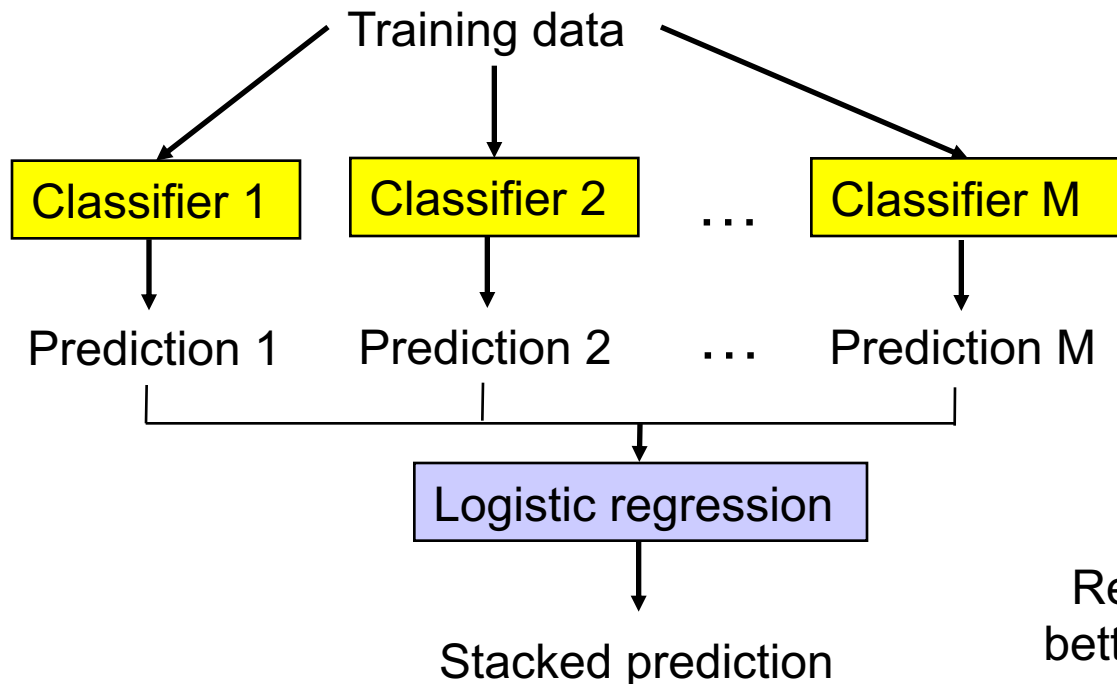 Training data
Classifier 1 Classifier 2 … Classifier M
Prediction 1 Prediction 2 … Prediction M
Logistic regression
Stacked prediction